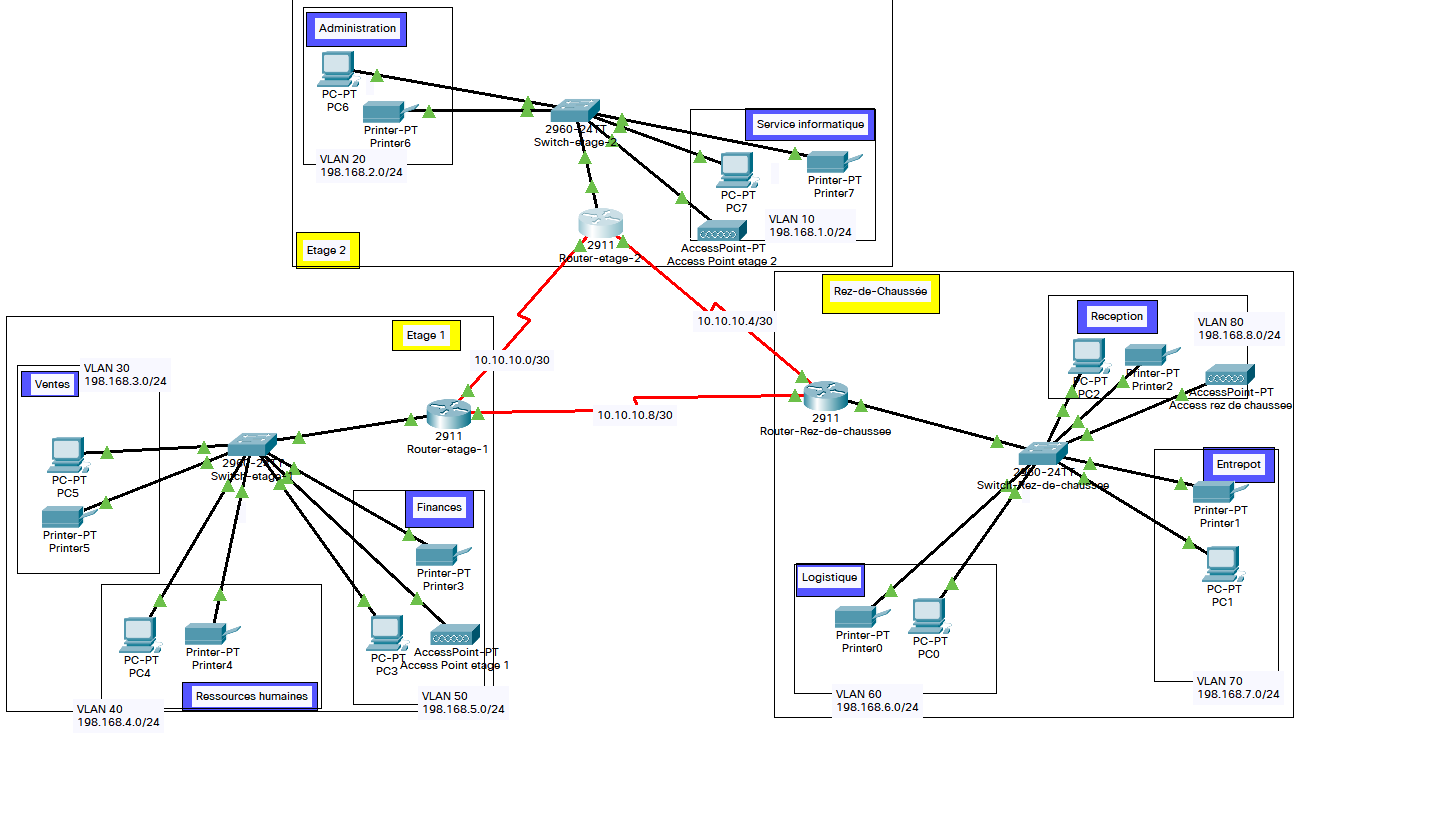 Administration
PC-PT
PC6
Printer-PT
Printer6
VLAN 20
198.168.2.0/24
2960-24TT
Switch-etage-2
Service informatique
PC-PT
PC7
Printer-PT
Printer7
VLAN 10
198.168.1.0/24
AccessPoint-PT
Access Point etage 2
2911
Router-etage-2
Etage 2
10.10.10.0/30
10.10.10.4/30
10.10.10.8/30
Etage 1
VLAN 30
198.168.3.0/24
Ventes
PC-PT
PC5
Printer-PT
Printer5
2960-24TT
Switch-etage-1
2911
Router-etage-1
Finances
Printer-PT
Printer3
PC-PT
PC3
AccessPoint-PT
Access Point etage 1
VLAN 50
198.168.5.0/24
PC-PT
PC4
Printer-PT
Printer4
Ressources humaines
VLAN 40
198.168.4.0/24
Rez-de-Chaussée
2911
Router-Rez-de-chaussee
Reception
VLAN 80
198.168.8.0/24
PC-PT
PC2
Printer-PT
Printer2
AccessPoint-PT
Access rez de chaussee
2960-24TT
Switch-Rez-de-chaussee
Entrepot
Printer-PT
Printer1
PC-PT
PC1
VLAN 70
198.168.7.0/24
Logistique
Printer-PT
Printer0
PC-PT
PC0
VLAN 60
198.168.6.0/24